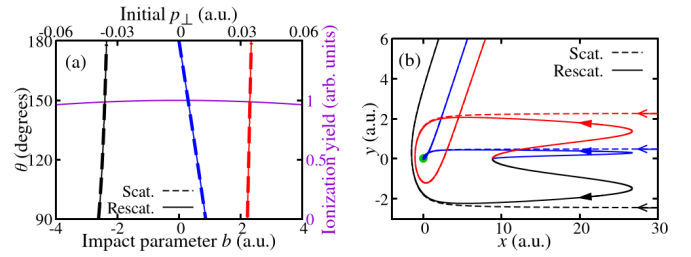 Initial p⊥ (a.u.)
-0.06 -0.03 0 0.03 0.06
180
150
120
90
θ (degrees)
(a)
Scat.
Rescat.
1
0.5
0
Ionization yield (arb. units)
-4 -2 0 2 4
Impact parameter b (a.u.)
6
4
2
0
-2
y (a.u.)
(b)
Scat.
Rescat.
0 10 20 30
x (a.u.)